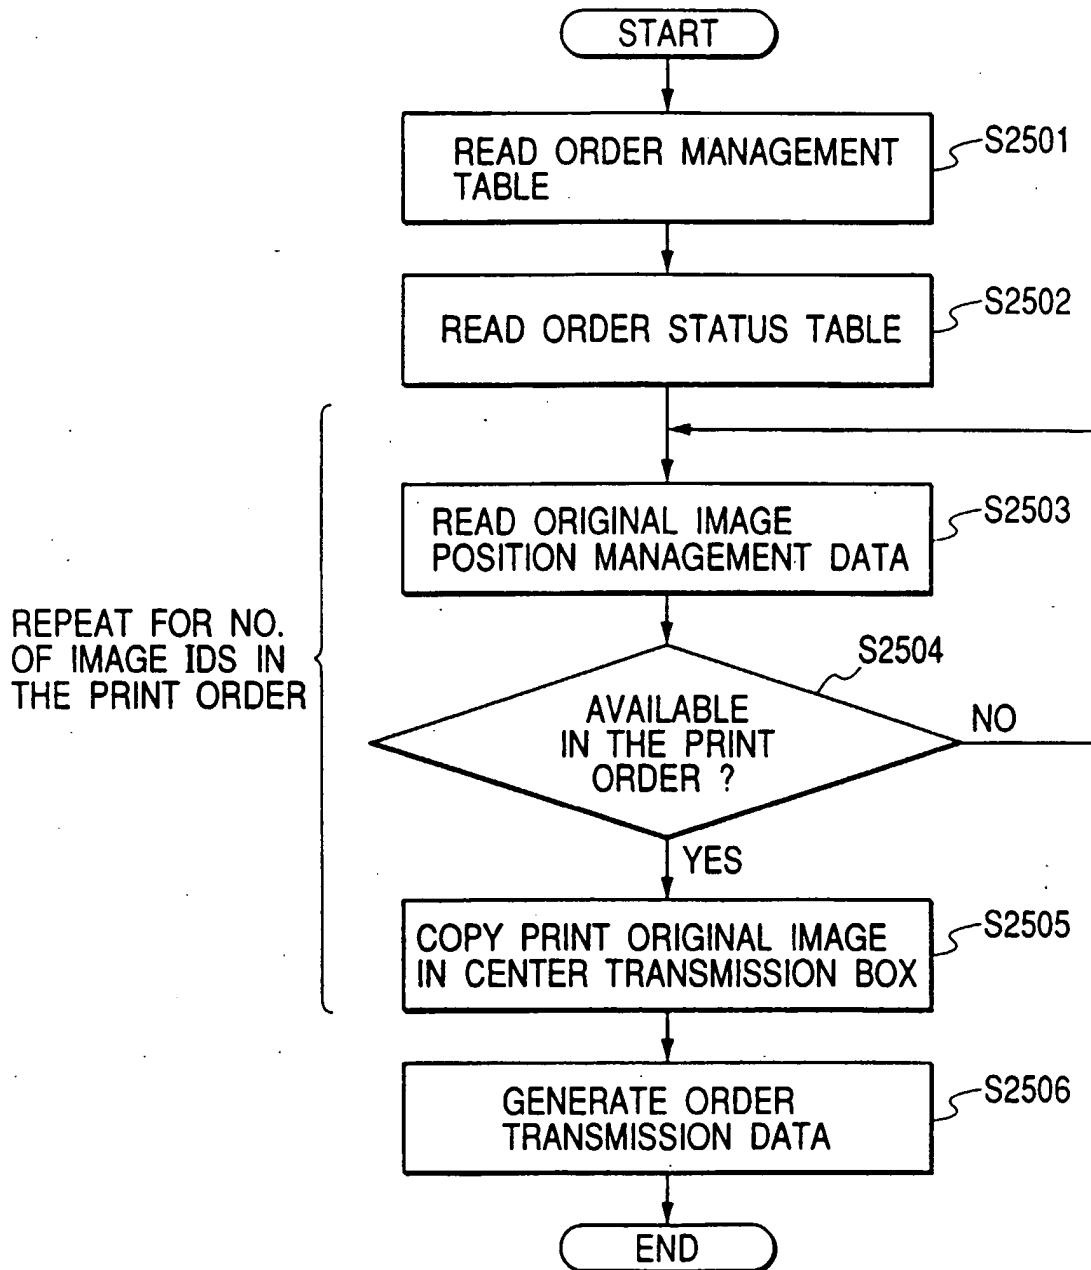 START
READ ORDER MANAGEMENT
TABLE
S2501
READ ORDER STATUS TABLE
S2502
READ ORIGINAL IMAGE
POSITION MANAGEMENT DATA
S2503
REPEAT FOR NO.
OF IMAGE IDS IN
THE PRINT ORDER
S2504
AVAILABLE
IN THE PRINT
ORDER ?
NO
YES
COPY PRINT ORIGINAL IMAGE
IN CENTER TRANSMISSION BOX
S2505
GENERATE ORDER
TRANSMISSION DATA
S2506
END